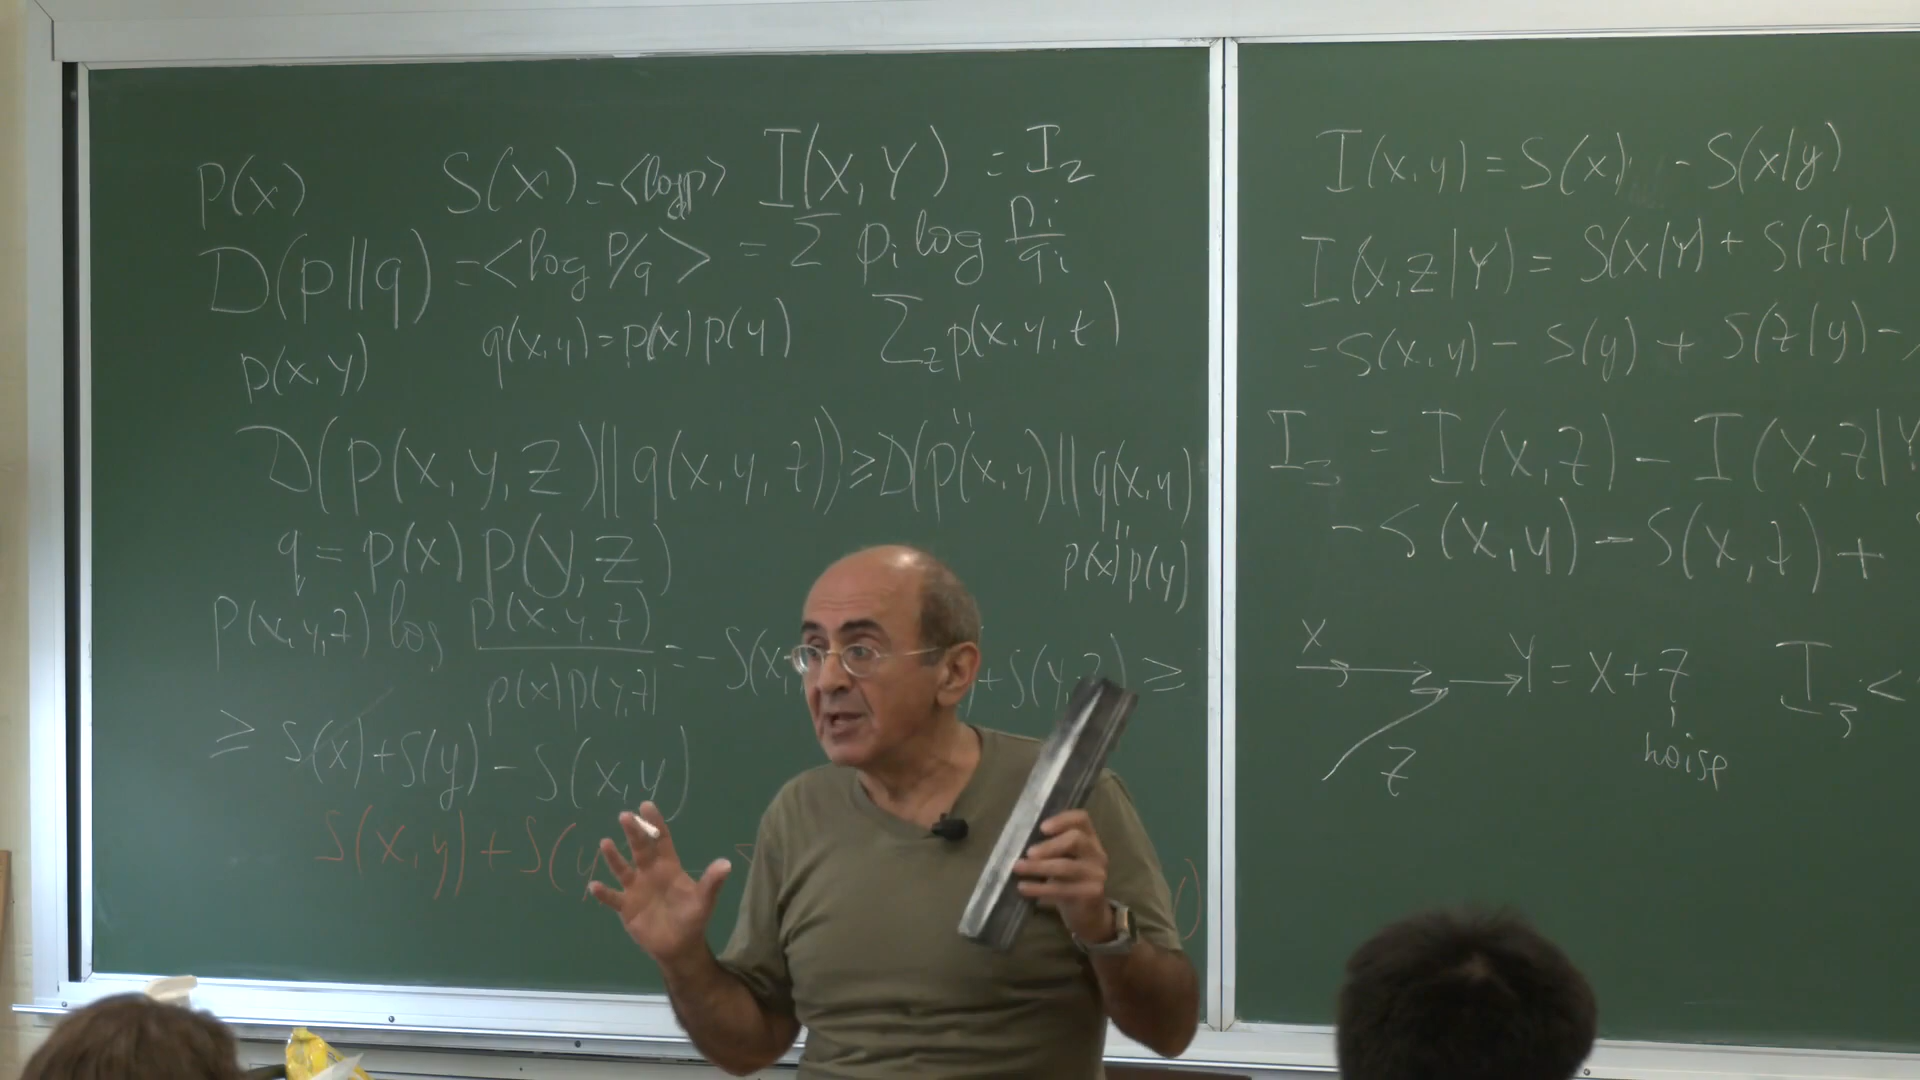 P(x) S(x) = -<log p> I(X,Y) = I₂
D(p||q) = <log p/q> = Σ pᵢ log pᵢ/qᵢ
p(x,y) q(x,y) = p(x) p(y) Σ_z p(x,y,z)
D(p(x,y,z)||q(x,y,z)) ≥ D(p(x,y)||q(x,y))
q = p(x) p(y,z) p(x)p(y)
p(x,y,z) log p(x,y,z)/p(x)p(y,z) = -S(x, +S(y,z) ≥
≥ S(x)+S(y) - S(x,y)
S(x,y)+S(y
I(x,y) = S(x) - S(x|y)
I(X,Z|Y) = S(X|Y) + S(Z|Y)
= S(x,y) - S(y) + S(z|y) -
I₃ = I(X,Z) - I(X,Z|Y
-S(x,y) - S(x,z) +
X Y = X + Z I₃ <
Z noise